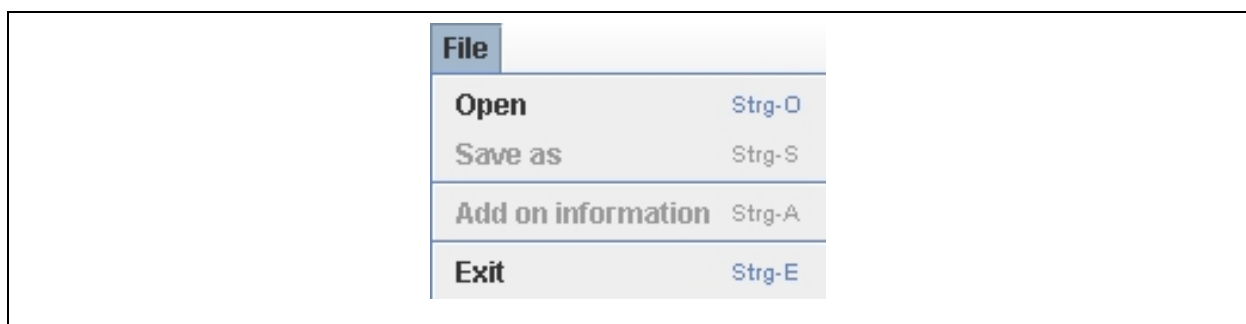 File
Open Strg-O
Save as Strg-S
Add on information Strg-A
Exit Strg-E